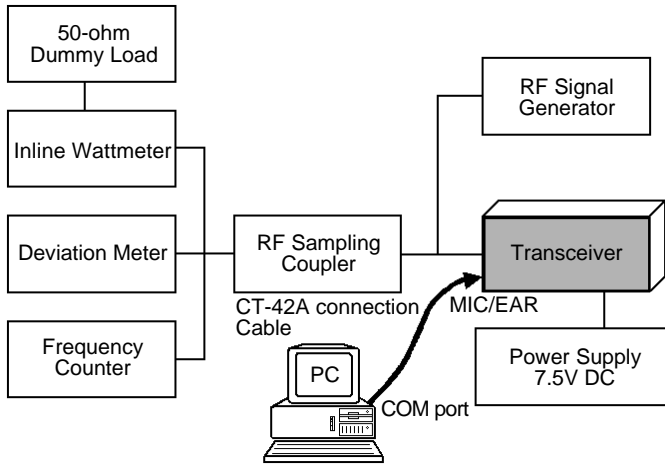 50-ohm
Dummy Load
RF Signal
Generator
Inline Wattmeter
Deviation Meter
RF Sampling
Coupler
Transceiver
CT-42A connection
Cable
MIC/EAR
Frequency
Counter
PC
Power Supply
7.5V DC
COM port